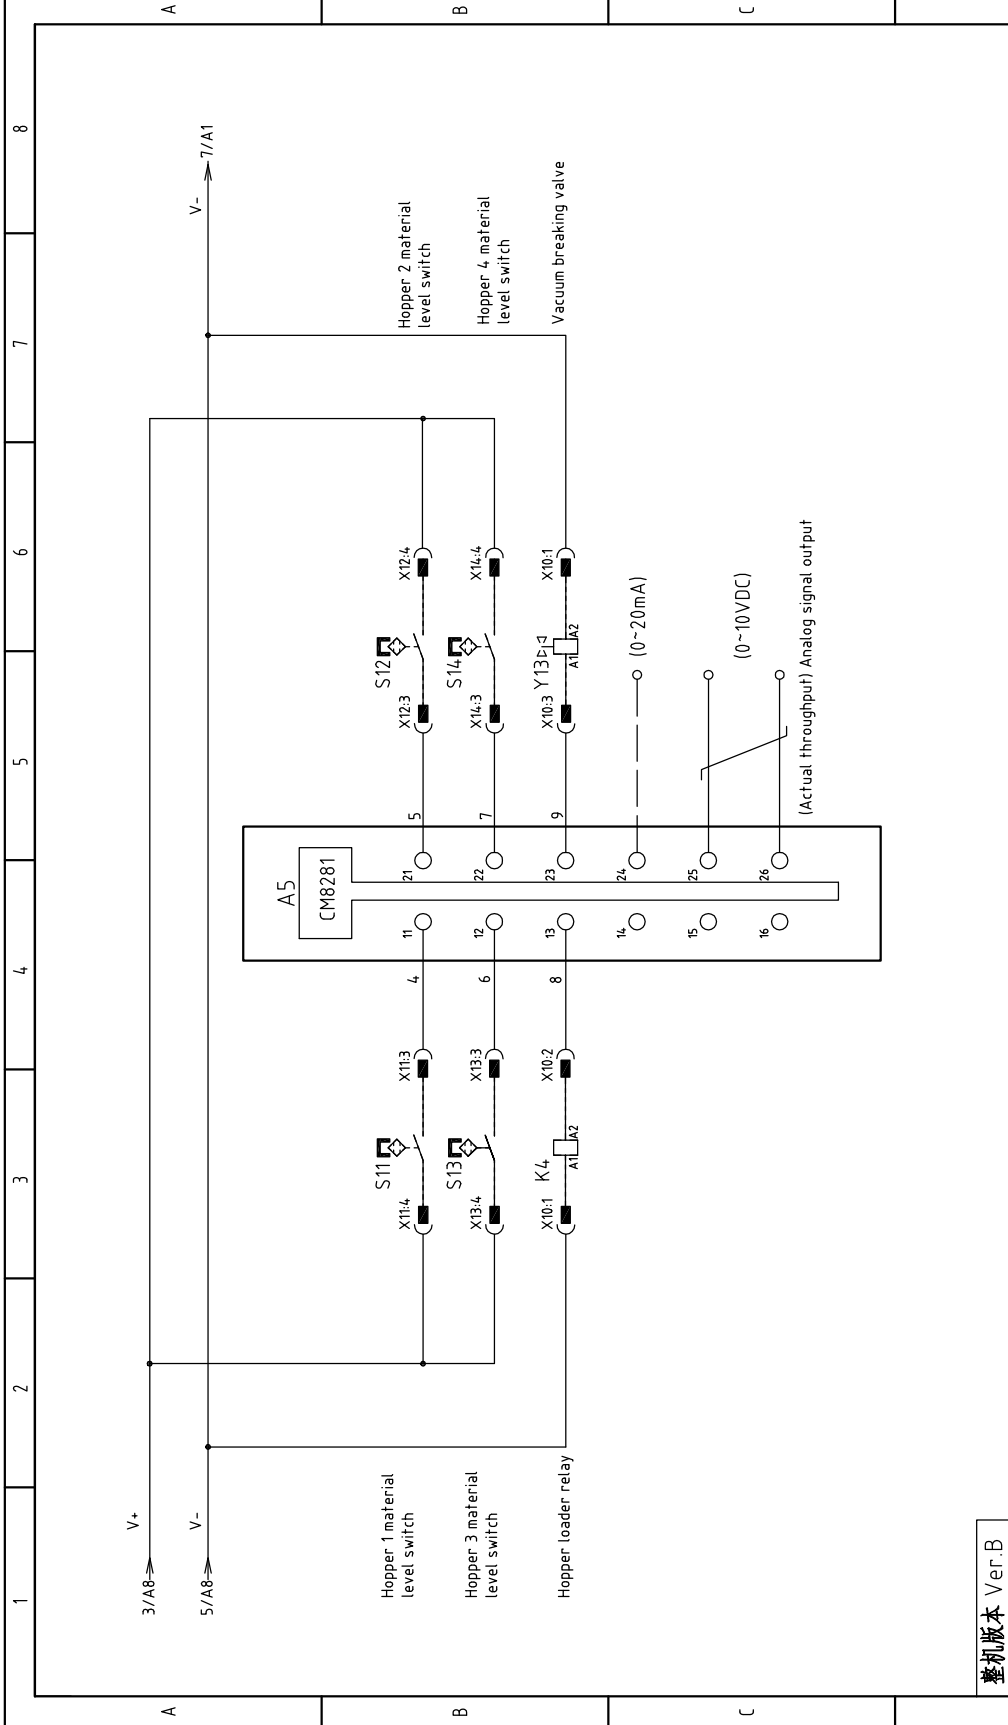 1
2
3
4
5
6
7
8
A
A
B
B
C
C
3/A8
V+
5/A8
V-
V-
7/A1
Hopper 1 material
level switch
Hopper 3 material
level switch
Hopper loader relay
X11:4
S11
X11:3
4
X13:4
S13
X13:3
6
X10:1
K4
A1
A2
X10:2
8
A5
CM8281
11
21
12
22
13
23
14
24
15
25
16
26
5
X12:3
S12
X12:4
7
X14:3
S14
X14:4
9
X10:3
Y13
A1
A2
X10:1
Hopper 2 material
level switch
Hopper 4 material
level switch
Vacuum breaking valve
(0~20mA)
(0~10VDC)
(Actual throughput) Analog signal output
整机版本 Ver.B